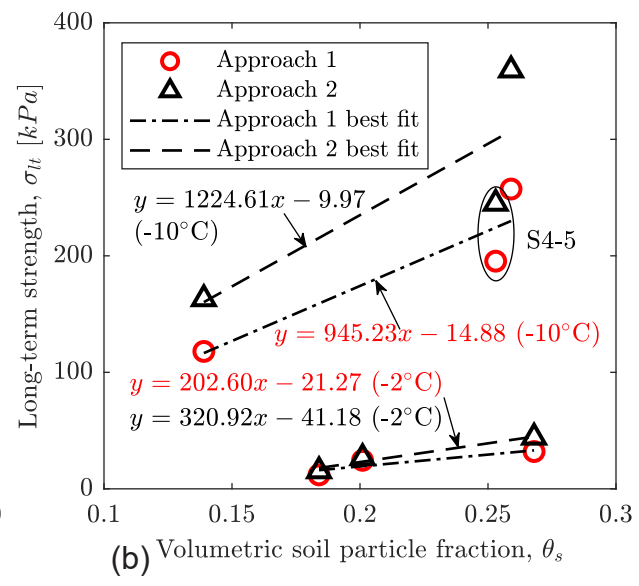 Long-term strength, σ_lt [kPa]
400
300
200
100
0
Approach 1
Approach 2
Approach 1 best fit
Approach 2 best fit
y = 1224.61x − 9.97
(-10°C)
S4-5
y = 945.23x − 14.88 (-10°C)
y = 202.60x − 21.27 (-2°C)
y = 320.92x − 41.18 (-2°C)
0.1 0.15 0.2 0.25 0.3
(b) Volumetric soil particle fraction, θ_s